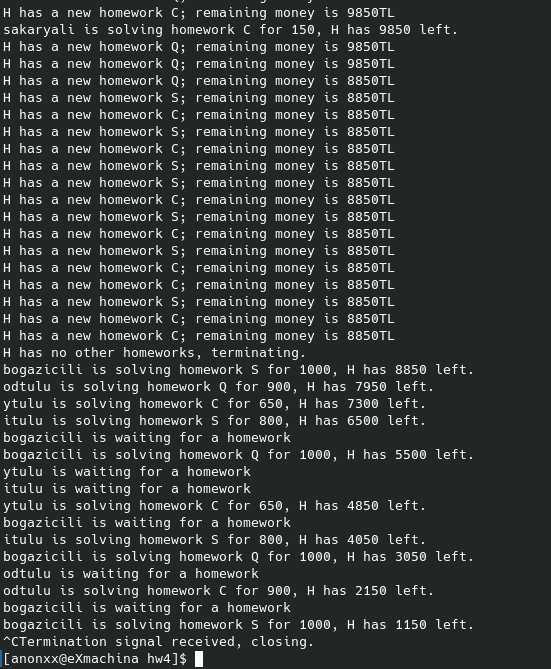 H has a new homework C; remaining money is 9850TL
sakaryali is solving homework C for 150, H has 9850 left.
H has a new homework Q; remaining money is 9850TL
H has a new homework Q; remaining money is 9850TL
H has a new homework Q; remaining money is 8850TL
H has a new homework S; remaining money is 8850TL
H has a new homework C; remaining money is 8850TL
H has a new homework S; remaining money is 8850TL
H has a new homework C; remaining money is 8850TL
H has a new homework S; remaining money is 8850TL
H has a new homework S; remaining money is 8850TL
H has a new homework C; remaining money is 8850TL
H has a new homework S; remaining money is 8850TL
H has a new homework C; remaining money is 8850TL
H has a new homework S; remaining money is 8850TL
H has a new homework C; remaining money is 8850TL
H has a new homework C; remaining money is 8850TL
H has a new homework S; remaining money is 8850TL
H has a new homework C; remaining money is 8850TL
H has a new homework C; remaining money is 8850TL
H has no other homeworks, terminating.
bogazicili is solving homework S for 1000, H has 8850 left.
odtulu is solving homework Q for 900, H has 7950 left.
ytulu is solving homework C for 650, H has 7300 left.
itulu is solving homework S for 800, H has 6500 left.
bogazicili is waiting for a homework
bogazicili is solving homework Q for 1000, H has 5500 left.
ytulu is waiting for a homework
itulu is waiting for a homework
ytulu is solving homework C for 650, H has 4850 left.
bogazicili is waiting for a homework
itulu is solving homework S for 800, H has 4050 left.
bogazicili is solving homework Q for 1000, H has 3050 left.
odtulu is waiting for a homework
odtulu is solving homework C for 900, H has 2150 left.
bogazicili is waiting for a homework
bogazicili is solving homework S for 1000, H has 1150 left.
^CTermination signal received, closing.
[anonxx@eXmachina hw4]$